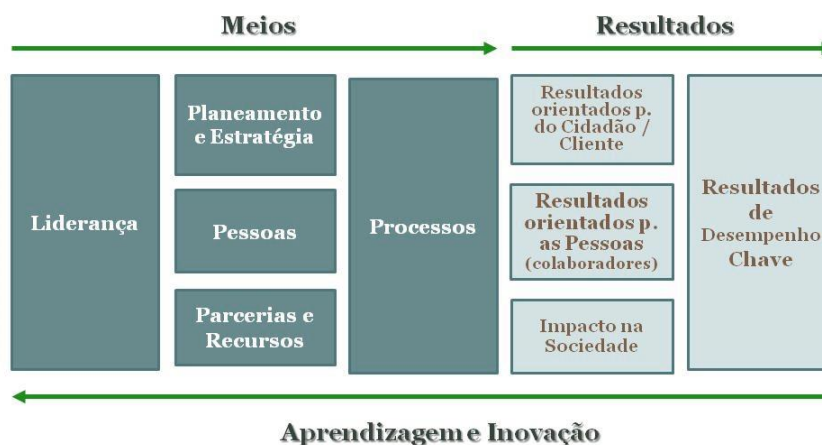 Meios
Resultados
Liderança
Planeamento
e Estratégia
Pessoas
Parcerias e
Recursos
Processos
Resultados
orientados p.
do Cidadão /
Cliente
Resultados
orientados p.
as Pessoas
(colaboradores)
Impacto na
Sociedade
Resultados
de
Desempenho
Chave
Aprendizagem e Inovação